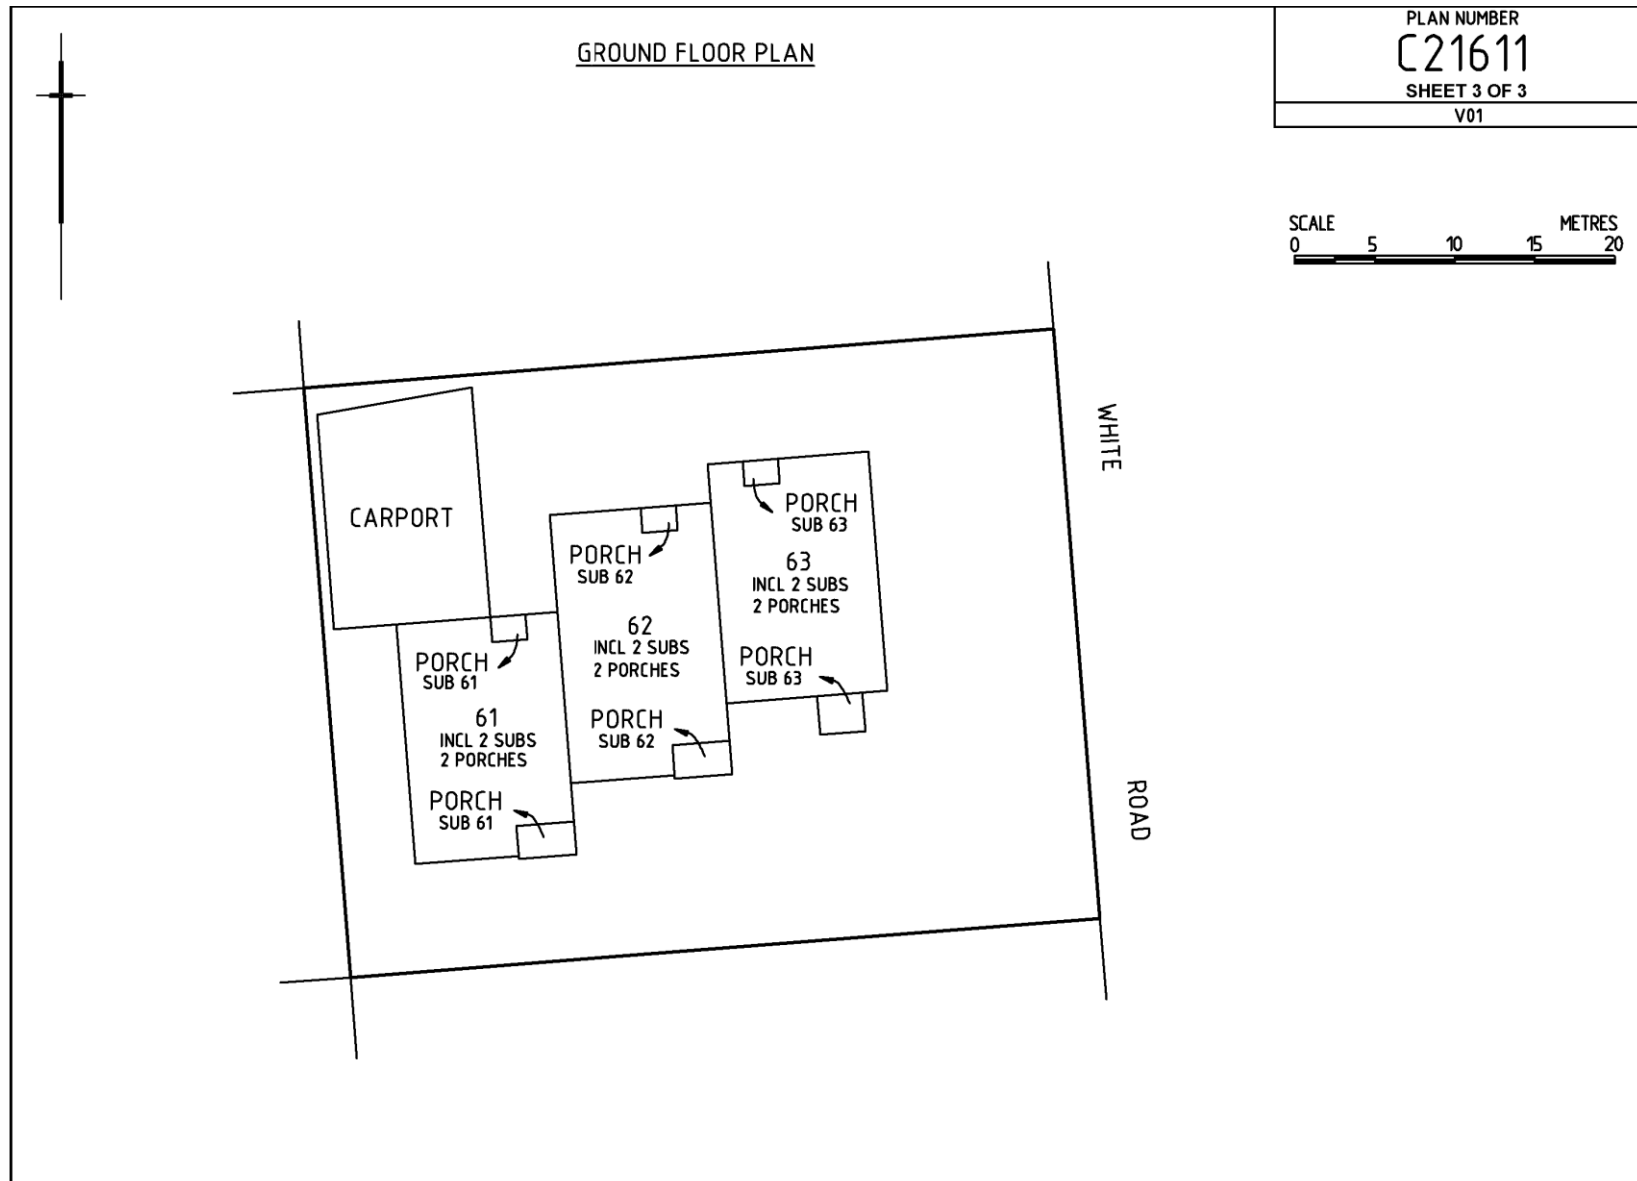 GROUND FLOOR PLAN
PLAN NUMBER
C21611
SHEET 3 OF 3
V01
SCALE METRES
0 5 10 15 20
WHITE
ROAD
CARPORT
PORCH
SUB 63
63
INCL 2 SUBS
2 PORCHES
PORCH
SUB 63
PORCH
SUB 62
62
INCL 2 SUBS
2 PORCHES
PORCH
SUB 62
PORCH
SUB 61
61
INCL 2 SUBS
2 PORCHES
PORCH
SUB 61